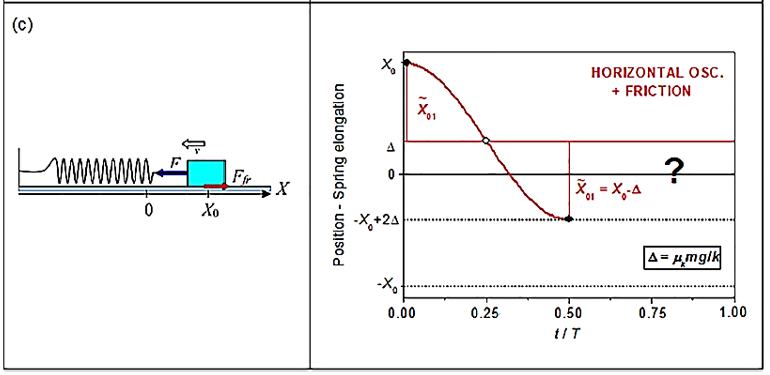 (c)
F
v
F_fr
0
X₀
X
Position - Spring elongation
X₀
Δ
0
-X₀+2Δ
-X₀
HORIZONTAL OSC.
+ FRICTION
X̃₀₁
?
X̃₀₁ = X₀-Δ
Δ = μₖmg/k
0.00
0.25
0.50
0.75
1.00
t / T